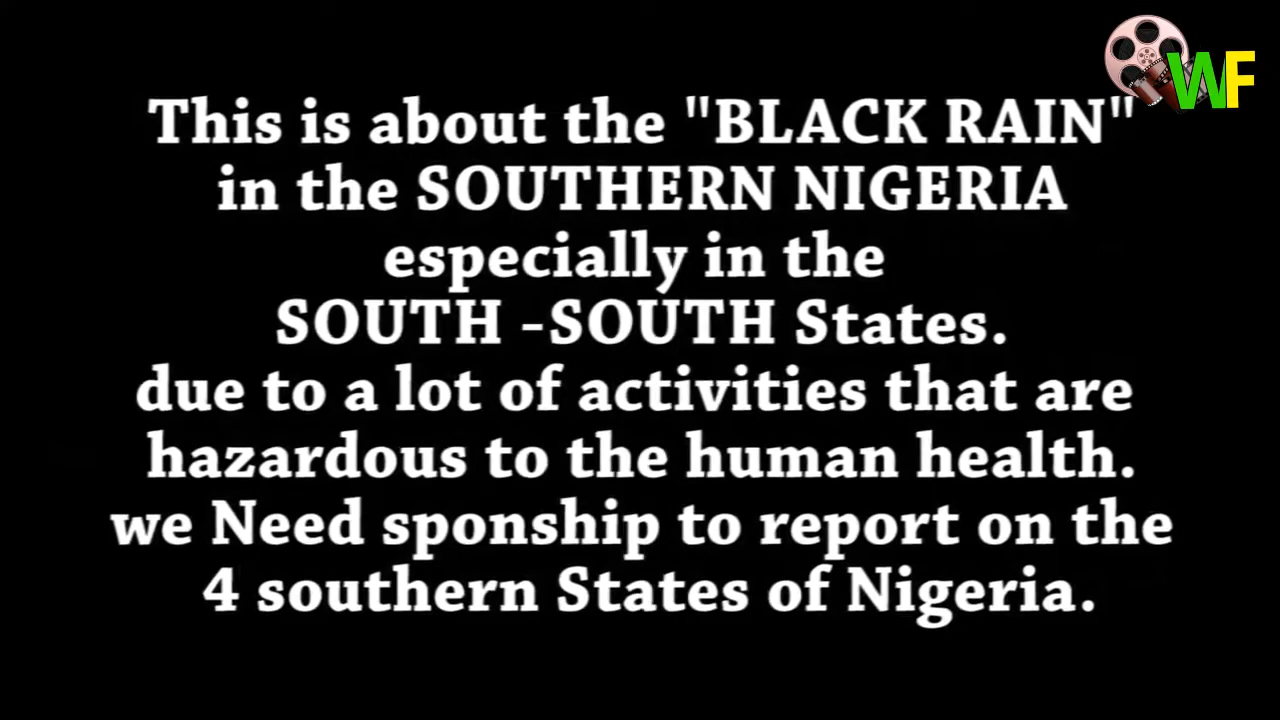 WF
This is about the "BLACK RAIN"
in the SOUTHERN NIGERIA
especially in the
SOUTH -SOUTH States.
due to a lot of activities that are
hazardous to the human health.
we Need sponship to report on the
4 southern States of Nigeria.